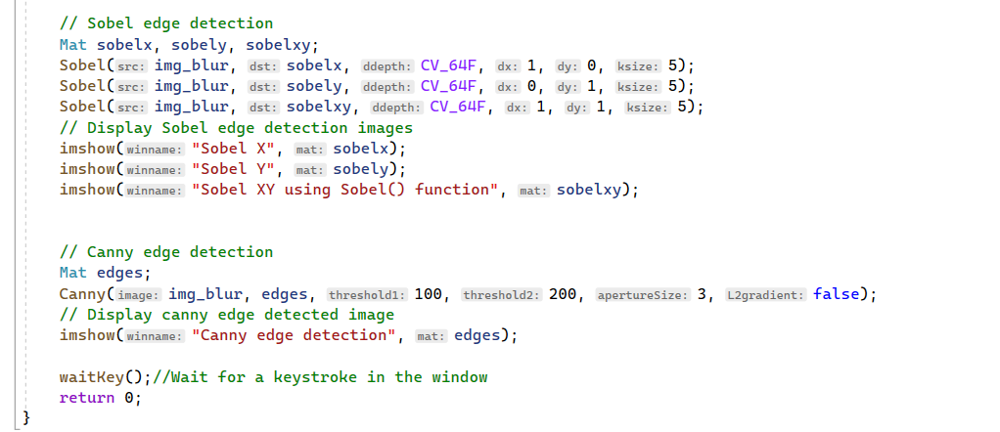 // Sobel edge detection
Mat sobelx, sobely, sobelxy;
Sobel(src: img_blur, dst: sobelx, ddepth: CV_64F, dx: 1, dy: 0, ksize: 5);
Sobel(src: img_blur, dst: sobely, ddepth: CV_64F, dx: 0, dy: 1, ksize: 5);
Sobel(src: img_blur, dst: sobelxy, ddepth: CV_64F, dx: 1, dy: 1, ksize: 5);
// Display Sobel edge detection images
imshow(winname: "Sobel X", mat: sobelx);
imshow(winname: "Sobel Y", mat: sobely);
imshow(winname: "Sobel XY using Sobel() function", mat: sobelxy);
// Canny edge detection
Mat edges;
Canny(image: img_blur, edges, threshold1: 100, threshold2: 200, apertureSize: 3, L2gradient: false);
// Display canny edge detected image
imshow(winname: "Canny edge detection", mat: edges);
waitKey();//Wait for a keystroke in the window
return 0;
}